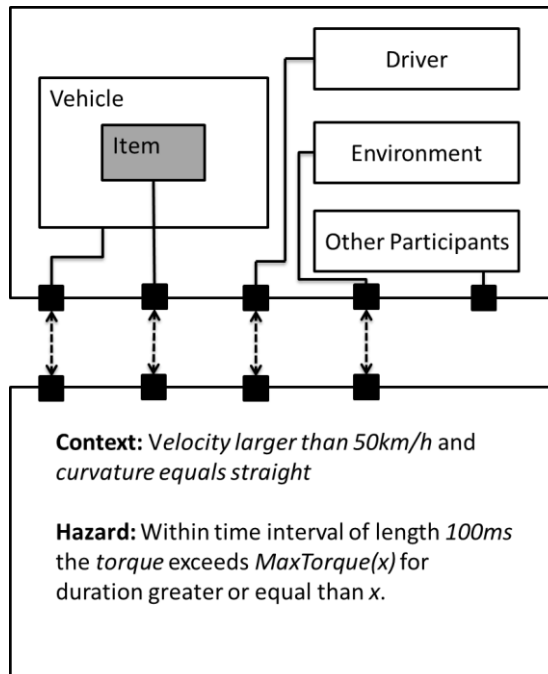 Driver
Vehicle
Item
Environment
Other Participants
Context: Velocity larger than 50km/h and
curvature equals straight
Hazard: Within time interval of length 100ms
the torque exceeds MaxTorque(x) for
duration greater or equal than x.